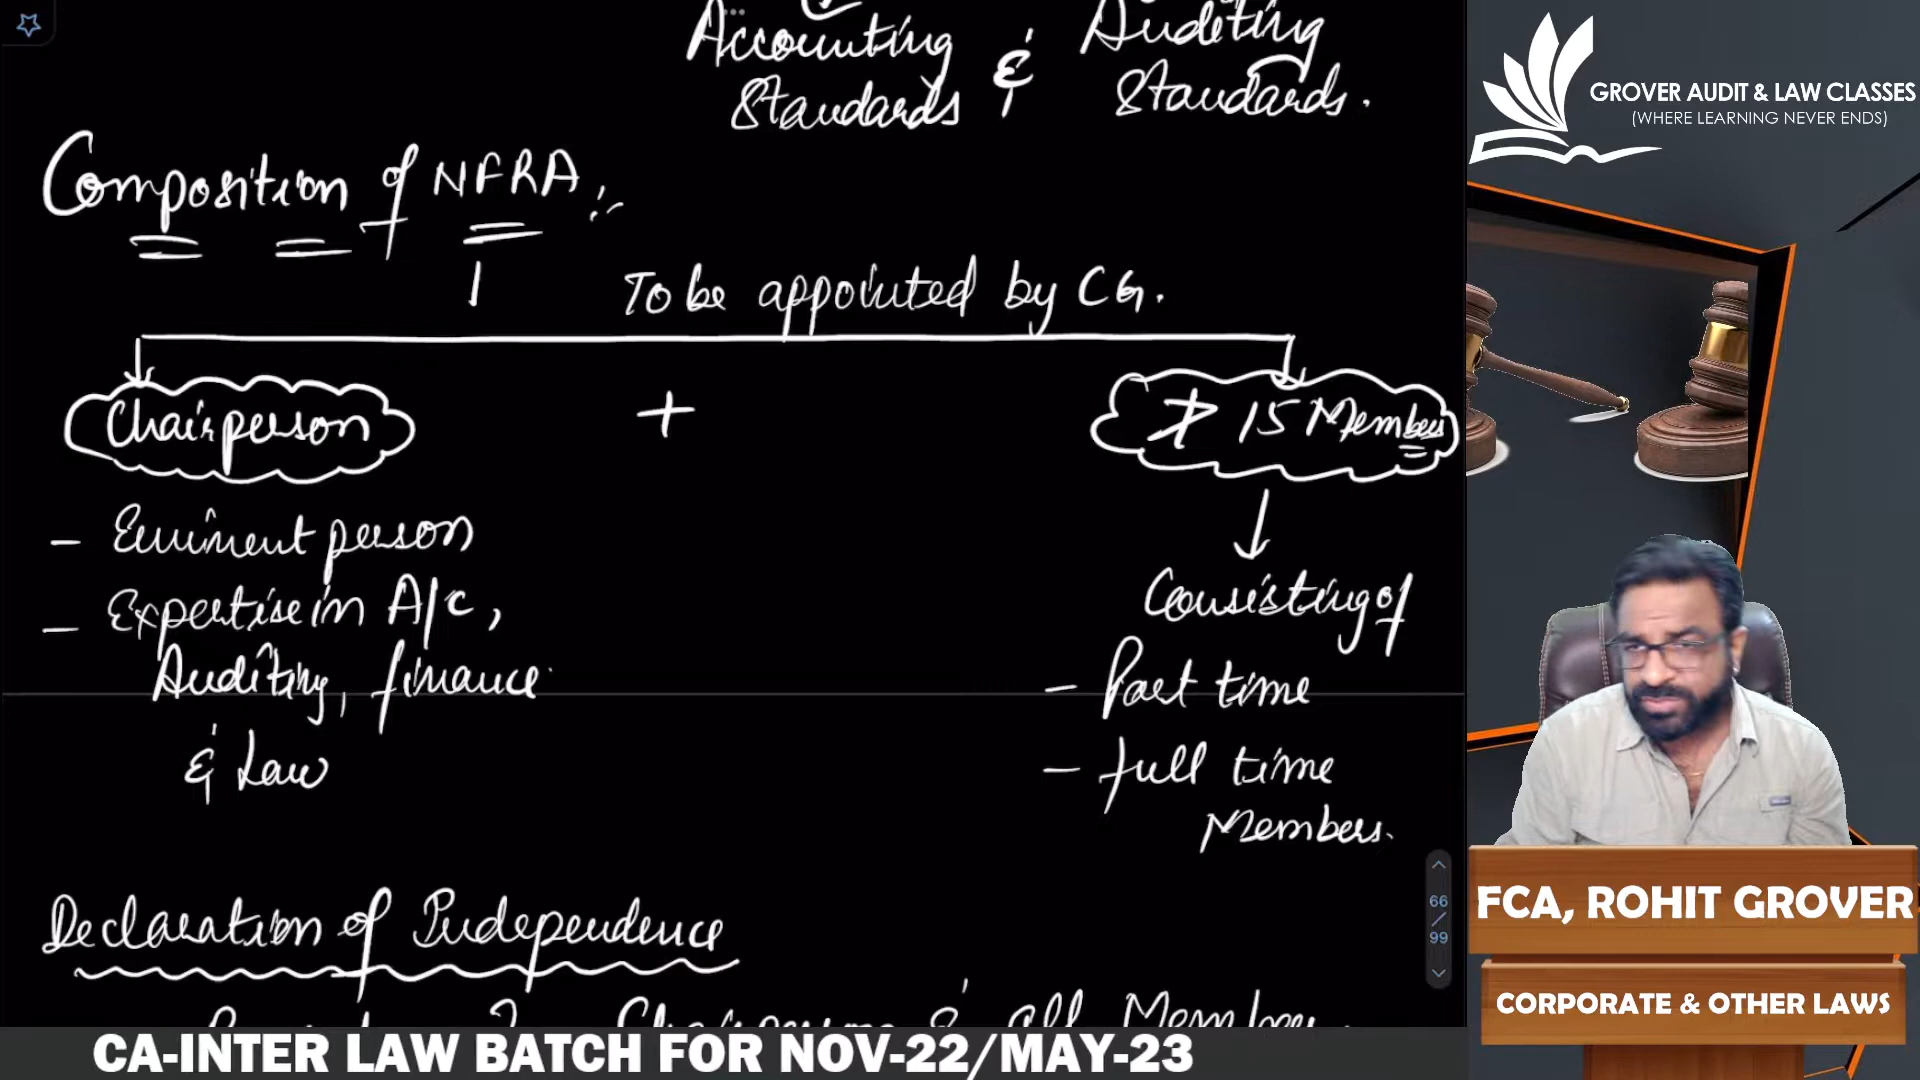 Accounting & Auditing
Standards Standards.
Composition of NFRA :-
To be appointed by CG.
Chairperson + ≯ 15 Members
- Eminent person
- Expertise in A/c,
Auditing, finance
& Law
Consisting of
- Part time
- full time
Members.
Declaration of Independence
Chairperson & all Members
66
/
99
GROVER AUDIT & LAW CLASSES
(WHERE LEARNING NEVER ENDS)
FCA, ROHIT GROVER
CORPORATE & OTHER LAWS
CA-INTER LAW BATCH FOR NOV-22/MAY-23